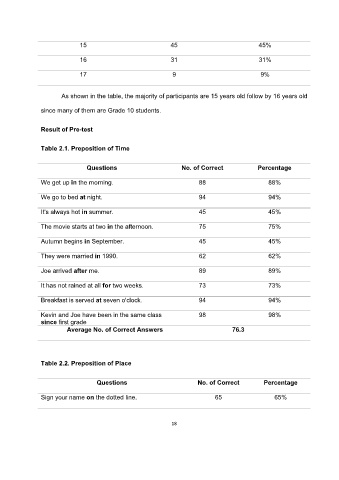 15 45 45%
16 31 31%
17 9 9%
As shown in the table, the majority of participants are 15 years old follow by 16 years old
since many of them are Grade 10 students.
Result of Pre-test
Table 2.1. Preposition of Time
Questions No. of Correct Percentage
We get up in the morning. 88 88%
We go to bed at night. 94 94%
It's always hot in summer. 45 45%
The movie starts at two in the afternoon. 75 75%
Autumn begins in September. 45 45%
They were married in 1990. 62 62%
Joe arrived after me. 89 89%
It has not rained at all for two weeks. 73 73%
Breakfast is served at seven o'clock. 94 94%
Kevin and Joe have been in the same class 98 98%
since first grade
Average No. of Correct Answers 76.3
Table 2.2. Preposition of Place
Questions No. of Correct Percentage
Sign your name on the dotted line. 65 65%
18